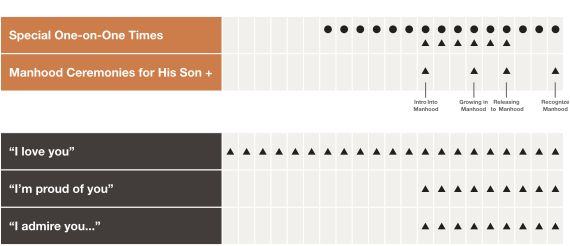 Special One-on-One Times
Manhood Ceremonies for His Son +
Intro Into
Manhood
Growing in
Manhood
Releasing
to Manhood
Recognize
Manhood
“I love you”
“I’m proud of you”
“I admire you...”